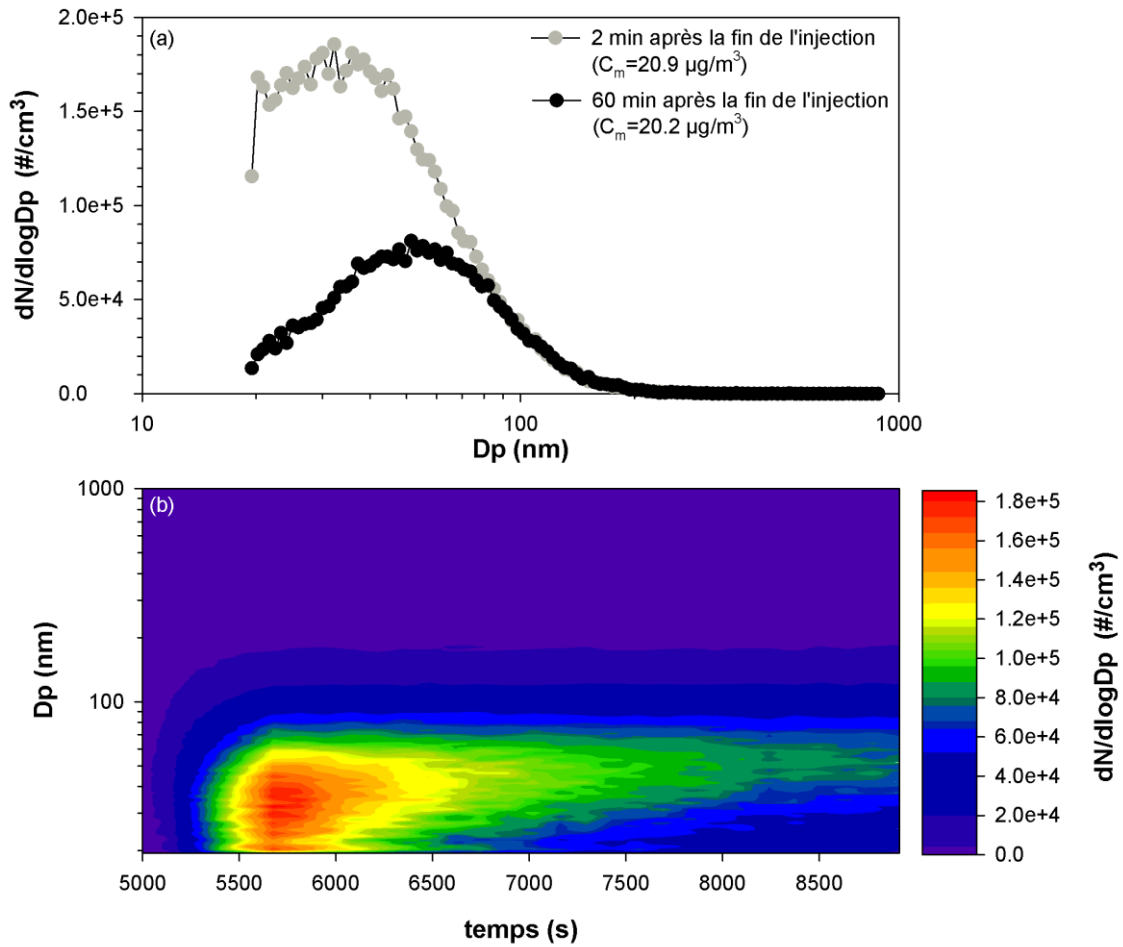 (a)
2 min après la fin de l'injection
(Cm=20.9 µg/m³)
60 min après la fin de l'injection
(Cm=20.2 µg/m³)
2.0e+5
1.5e+5
1.0e+5
5.0e+4
0.0
dN/dlogDp (#/cm³)
10
100
1000
Dp (nm)
(b)
1000
100
Dp (nm)
5000
5500
6000
6500
7000
7500
8000
8500
temps (s)
1.8e+5
1.6e+5
1.4e+5
1.2e+5
1.0e+5
8.0e+4
6.0e+4
4.0e+4
2.0e+4
0.0
dN/dlogDp (#/cm³)